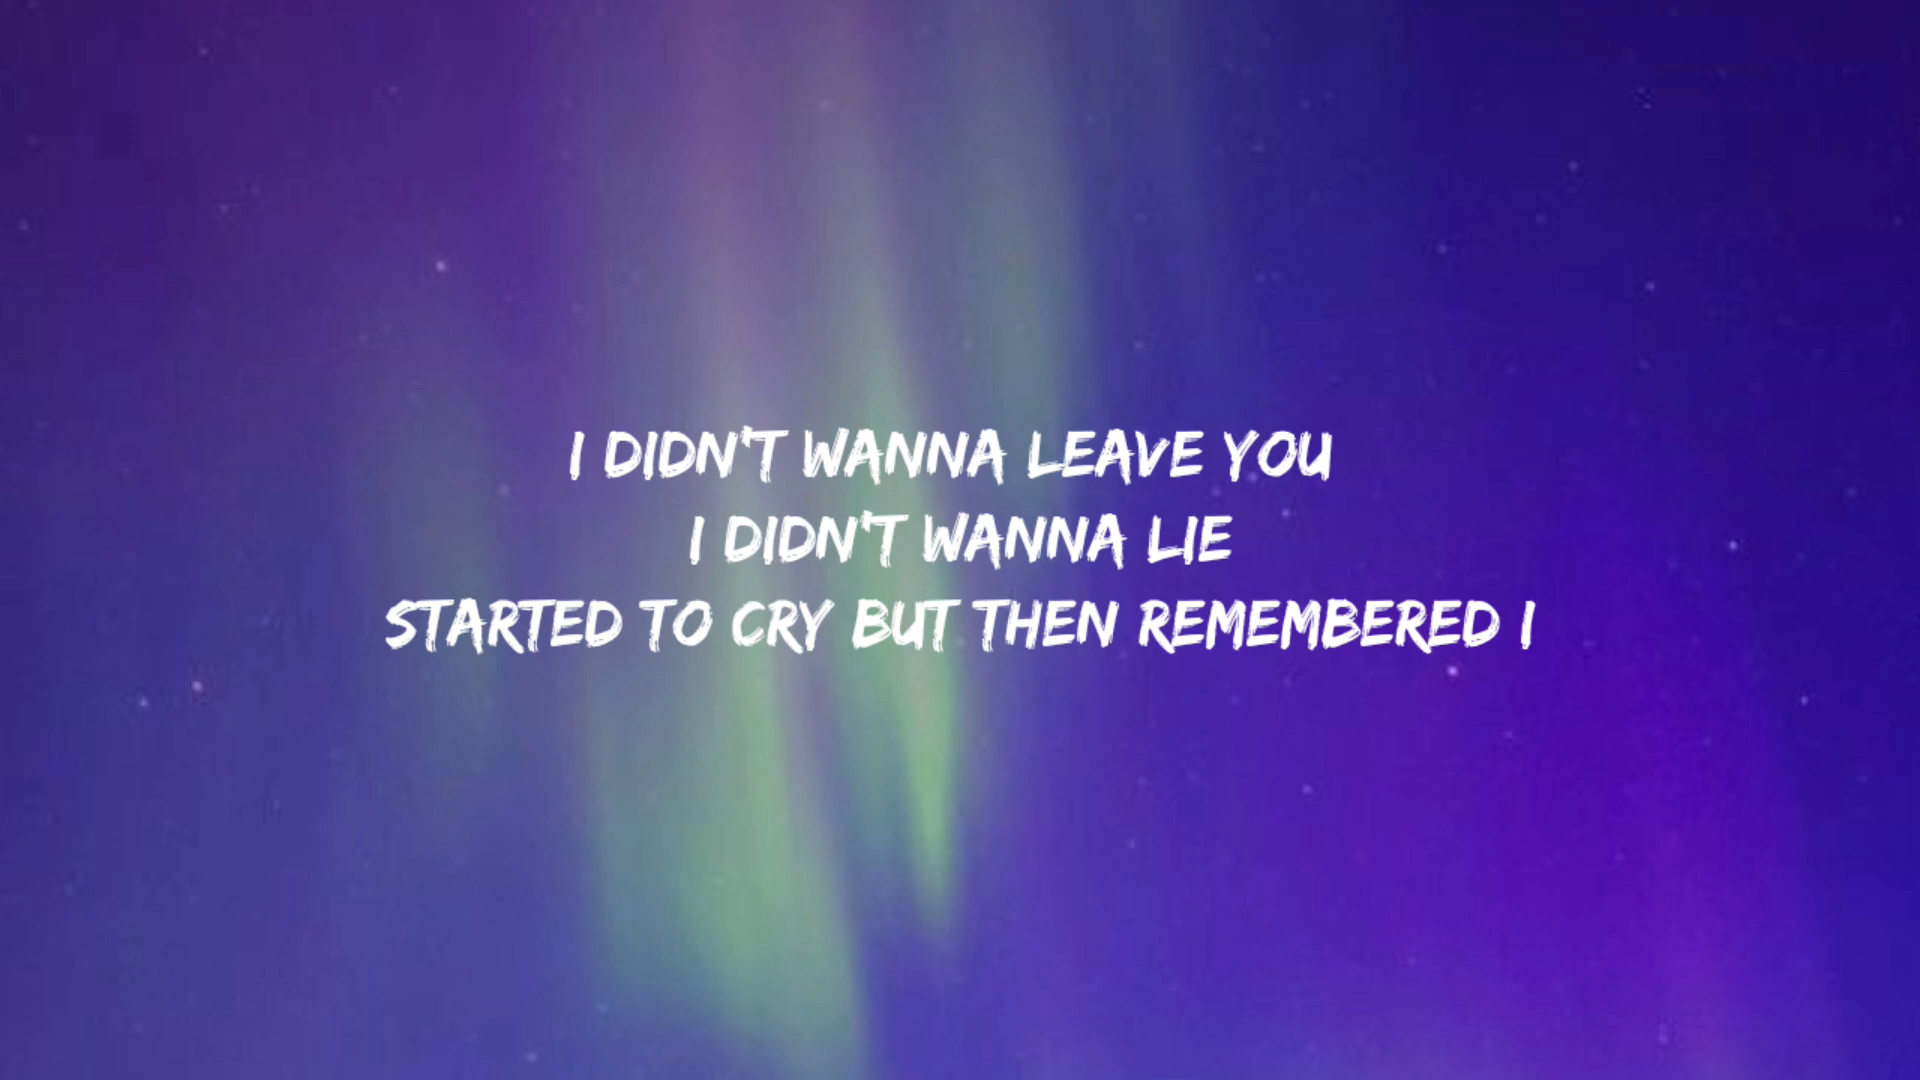 I DIDN'T WANNA LEAVE YOU
I DIDN'T WANNA LIE
STARTED TO CRY BUT THEN REMEMBERED I